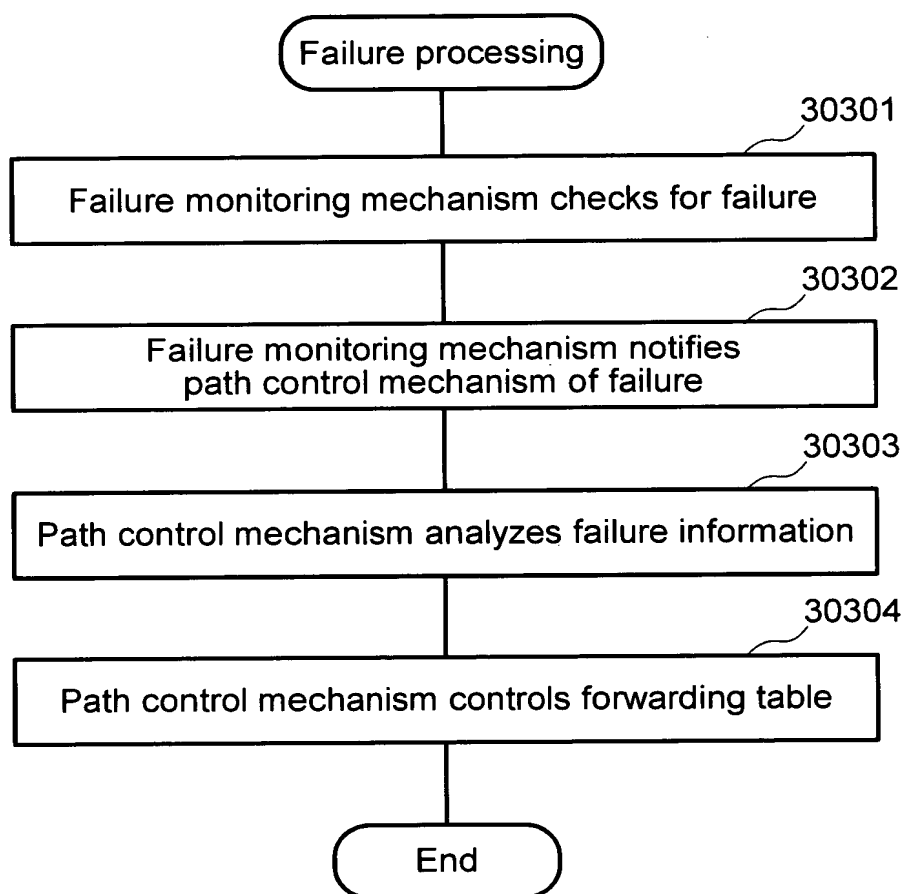 Failure processing
30301
Failure monitoring mechanism checks for failure
30302
Failure monitoring mechanism notifies
path control mechanism of failure
30303
Path control mechanism analyzes failure information
30304
Path control mechanism controls forwarding table
End